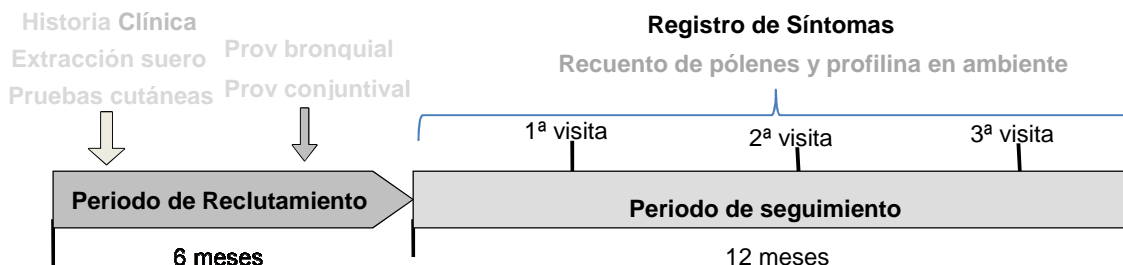 Historia Clínica
Extracción suero
Pruebas cutáneas
Prov bronquial
Prov conjuntival
Registro de Síntomas
Recuento de pólenes y profilina en ambiente
1ª visita
2ª visita
3ª visita
Periodo de Reclutamiento
Periodo de seguimiento
6 meses
12 meses